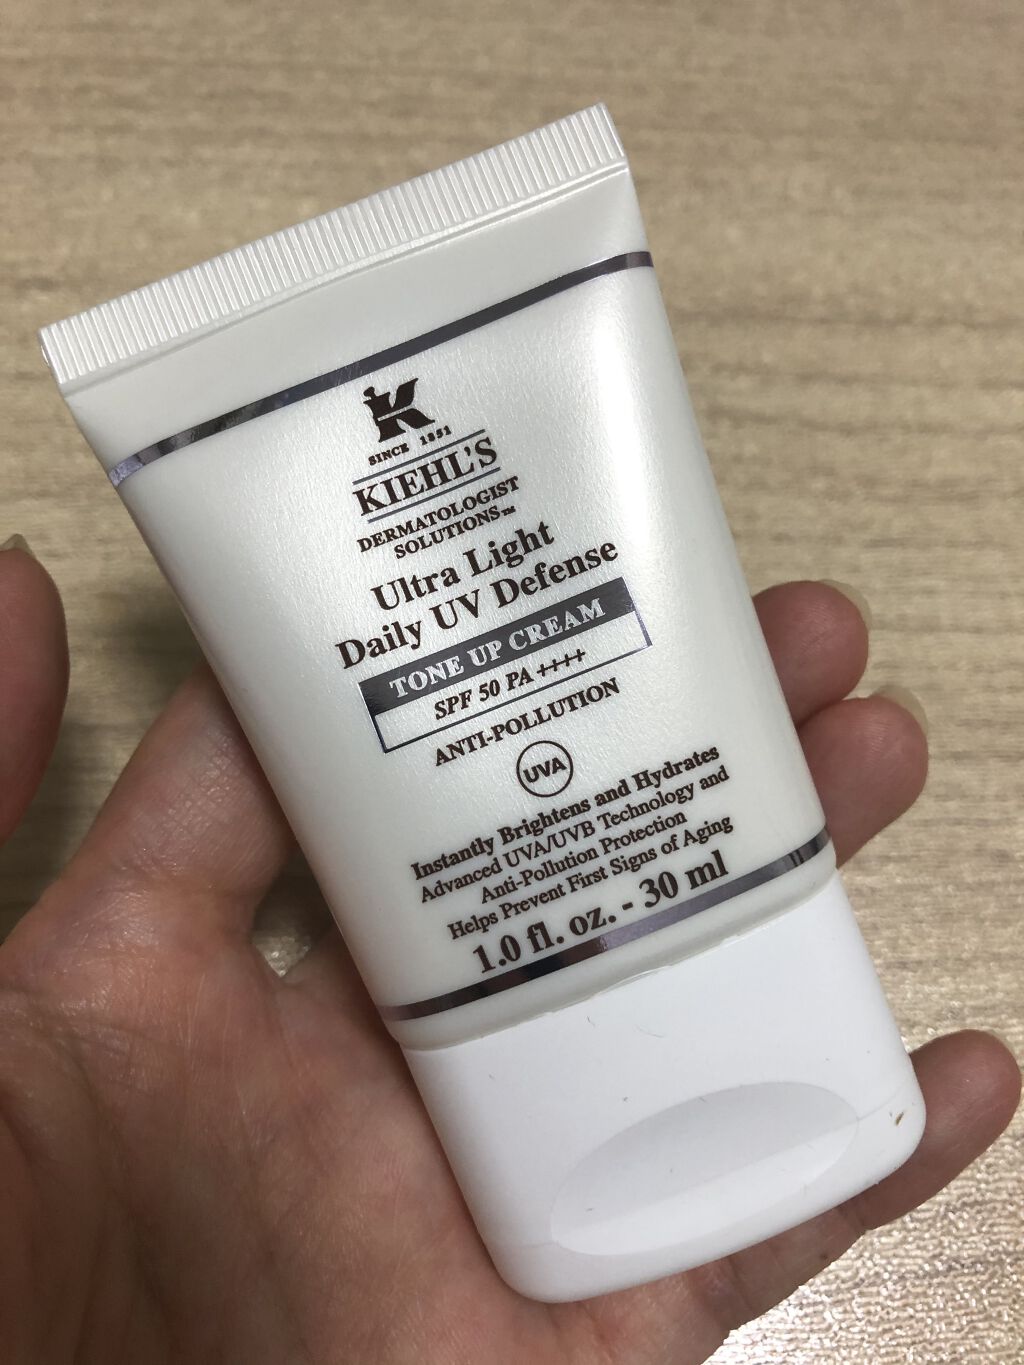 K
SINCE 1851
KIEHL'S
DERMATOLOGIST
SOLUTIONS™
Ultra Light
Daily UV Defense
TONE UP CREAM
SPF 50 PA ++++
ANTI-POLLUTION
UVA
Instantly Brightens and Hydrates
Advanced UVA/UVB Technology and
Anti-Pollution Protection
Helps Prevent First Signs of Aging
1.0 fl. oz. - 30 ml